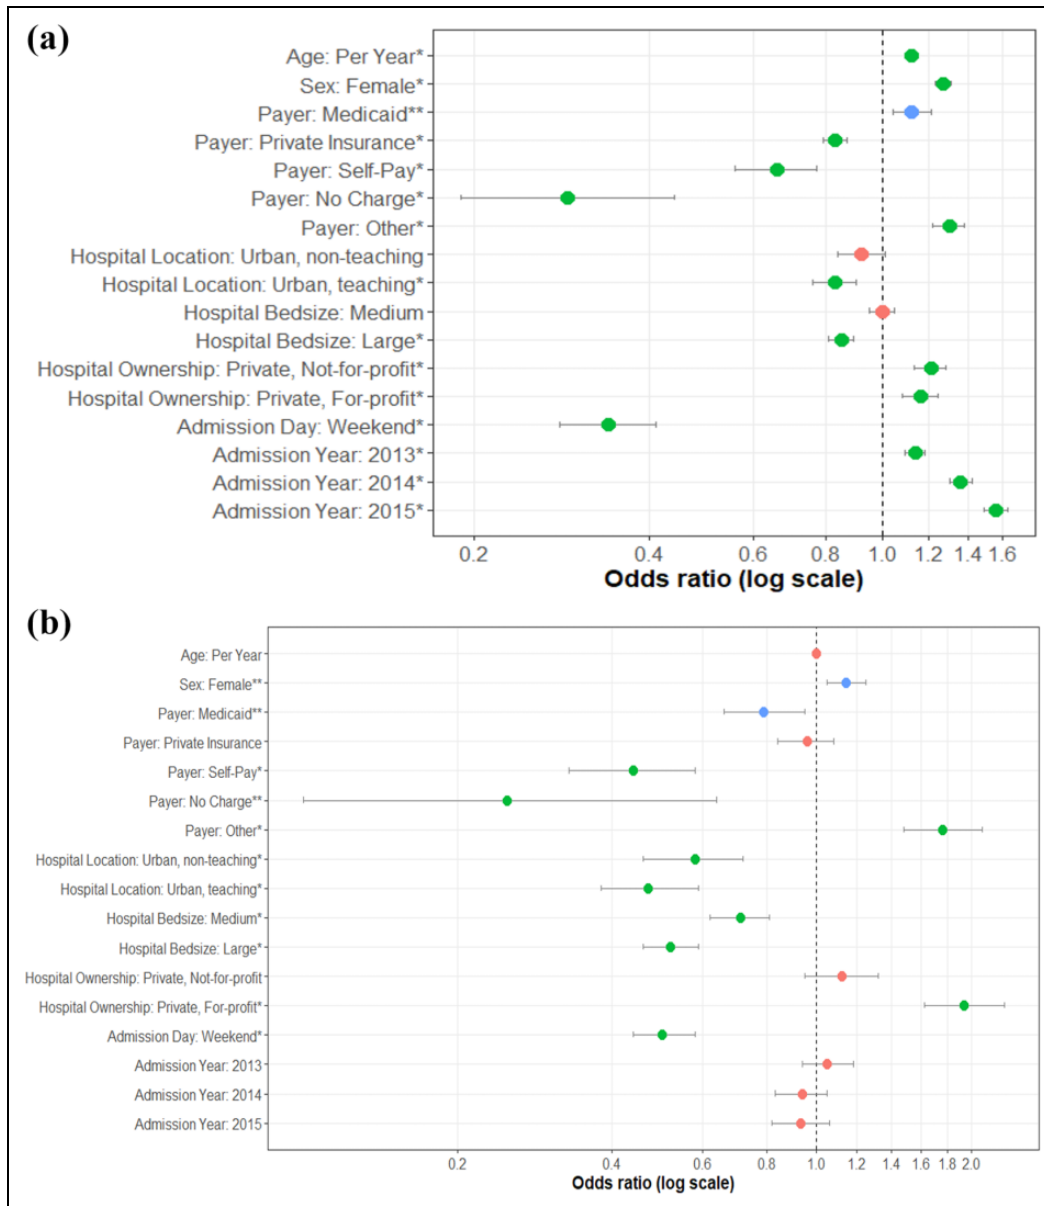 (a)
Age: Per Year*
Sex: Female*
Payer: Medicaid**
Payer: Private Insurance*
Payer: Self-Pay*
Payer: No Charge*
Payer: Other*
Hospital Location: Urban, non-teaching
Hospital Location: Urban, teaching*
Hospital Bedsize: Medium
Hospital Bedsize: Large*
Hospital Ownership: Private, Not-for-profit*
Hospital Ownership: Private, For-profit*
Admission Day: Weekend*
Admission Year: 2013*
Admission Year: 2014*
Admission Year: 2015*
0.2 0.4 0.6 0.8 1.0 1.2 1.4 1.6
Odds ratio (log scale)
(b)
Age: Per Year
Sex: Female**
Payer: Medicaid**
Payer: Private Insurance
Payer: Self-Pay*
Payer: No Charge**
Payer: Other*
Hospital Location: Urban, non-teaching*
Hospital Location: Urban, teaching*
Hospital Bedsize: Medium*
Hospital Bedsize: Large*
Hospital Ownership: Private, Not-for-profit
Hospital Ownership: Private, For-profit*
Admission Day: Weekend*
Admission Year: 2013
Admission Year: 2014
Admission Year: 2015
0.2 0.4 0.6 0.8 1.0 1.2 1.4 1.6 1.8 2.0
Odds ratio (log scale)